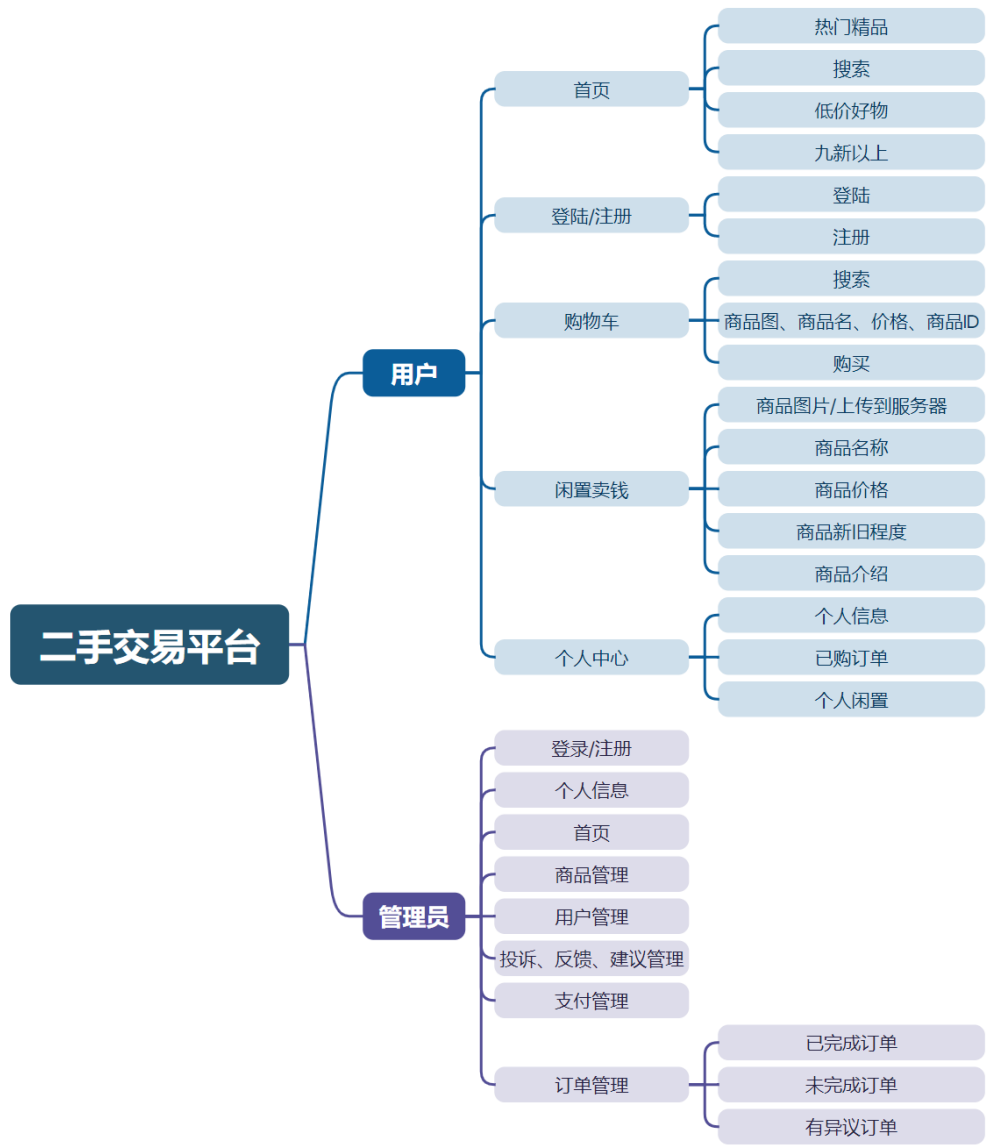 二手交易平台
用户
首页
热门精品
搜索
低价好物
九新以上
登陆/注册
登陆
注册
购物车
搜索
商品图、商品名、价格、商品ID
购买
闲置卖钱
商品图片/上传到服务器
商品名称
商品价格
商品新旧程度
商品介绍
个人中心
个人信息
已购订单
个人闲置
管理员
登录/注册
个人信息
首页
商品管理
用户管理
投诉、反馈、建议管理
支付管理
订单管理
已完成订单
未完成订单
有异议订单